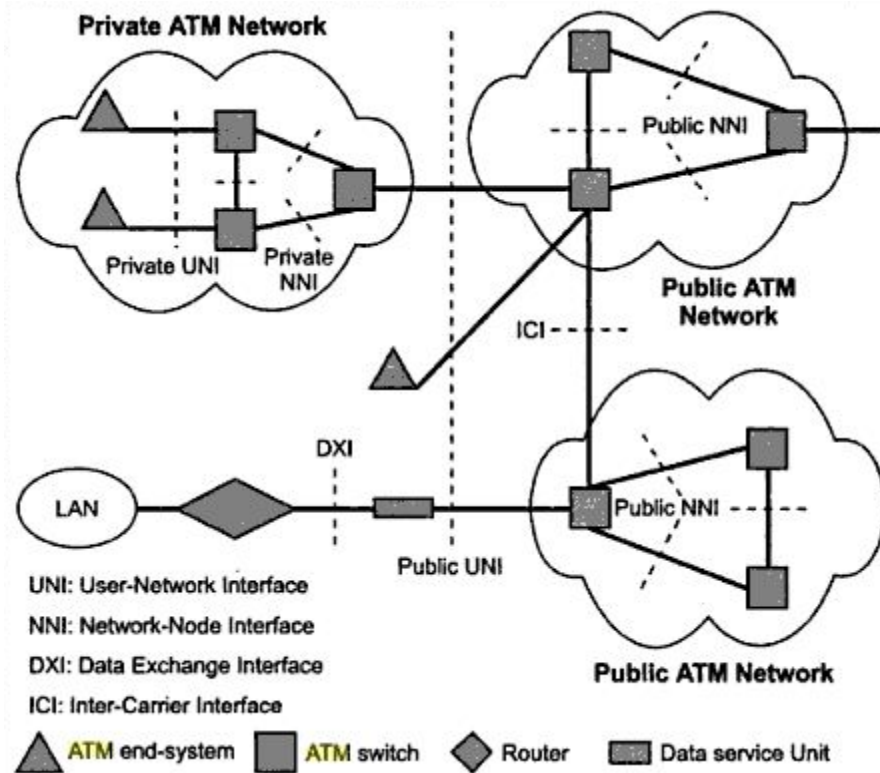 Private ATM Network
Public NNI
Private UNI
Private
NNI
Public ATM
Network
ICI
DXI
LAN
Public NNI
Public UNI
UNI: User-Network Interface
NNI: Network-Node Interface
DXI: Data Exchange Interface
ICI: Inter-Carrier Interface
Public ATM Network
ATM end-system
ATM switch
Router
Data service Unit